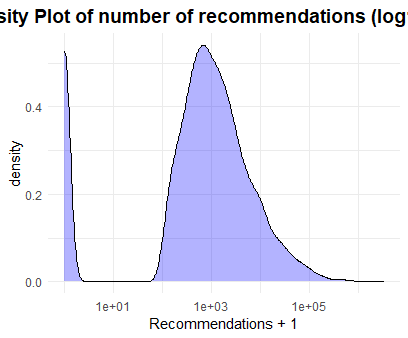 sity Plot of number of recommendations (log
density
0.4
0.2
0.0
1e+01
1e+03
1e+05
Recommendations + 1